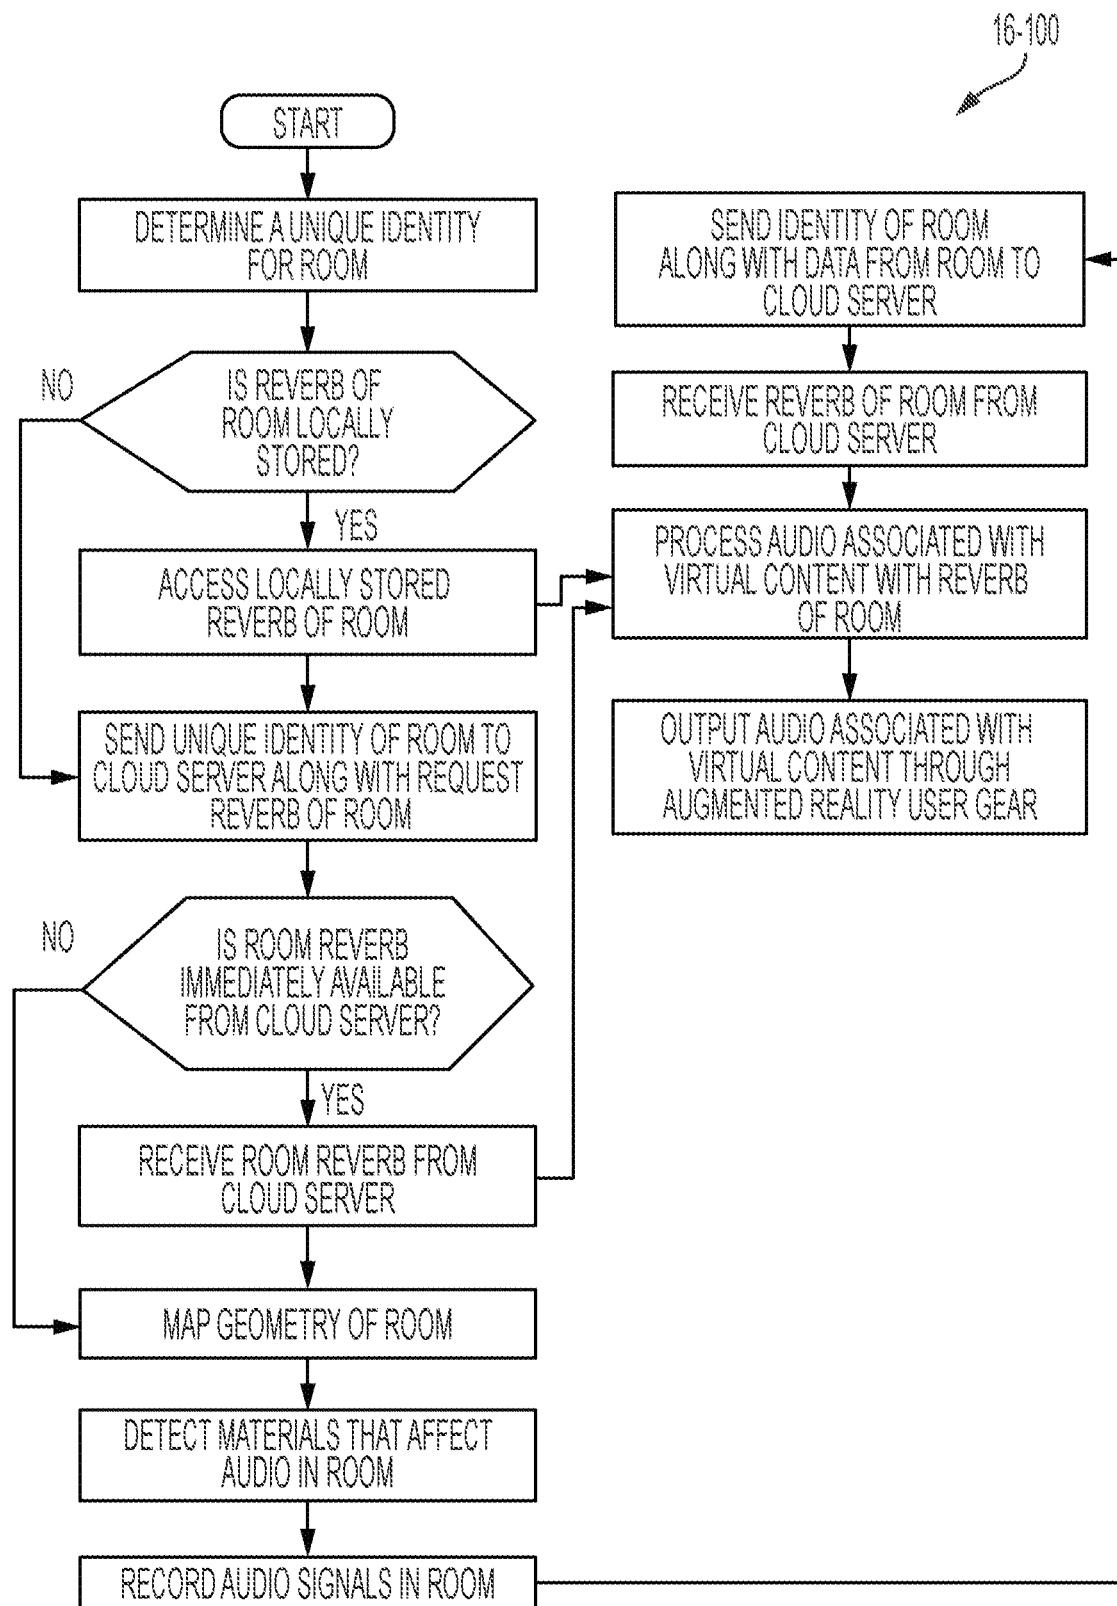 16-100
START
DETERMINE A UNIQUE IDENTITY
FOR ROOM
NO
IS REVERB OF
ROOM LOCALLY
STORED?
YES
ACCESS LOCALLY STORED
REVERB OF ROOM
SEND UNIQUE IDENTITY OF ROOM TO
CLOUD SERVER ALONG WITH REQUEST
REVERB OF ROOM
NO
IS ROOM REVERB
IMMEDIATELY AVAILABLE
FROM CLOUD SERVER?
YES
RECEIVE ROOM REVERB FROM
CLOUD SERVER
MAP GEOMETRY OF ROOM
DETECT MATERIALS THAT AFFECT
AUDIO IN ROOM
RECORD AUDIO SIGNALS IN ROOM
SEND IDENTITY OF ROOM
ALONG WITH DATA FROM ROOM TO
CLOUD SERVER
RECEIVE REVERB OF ROOM FROM
CLOUD SERVER
PROCESS AUDIO ASSOCIATED WITH
VIRTUAL CONTENT WITH REVERB
OF ROOM
OUTPUT AUDIO ASSOCIATED WITH
VIRTUAL CONTENT THROUGH
AUGMENTED REALITY USER GEAR